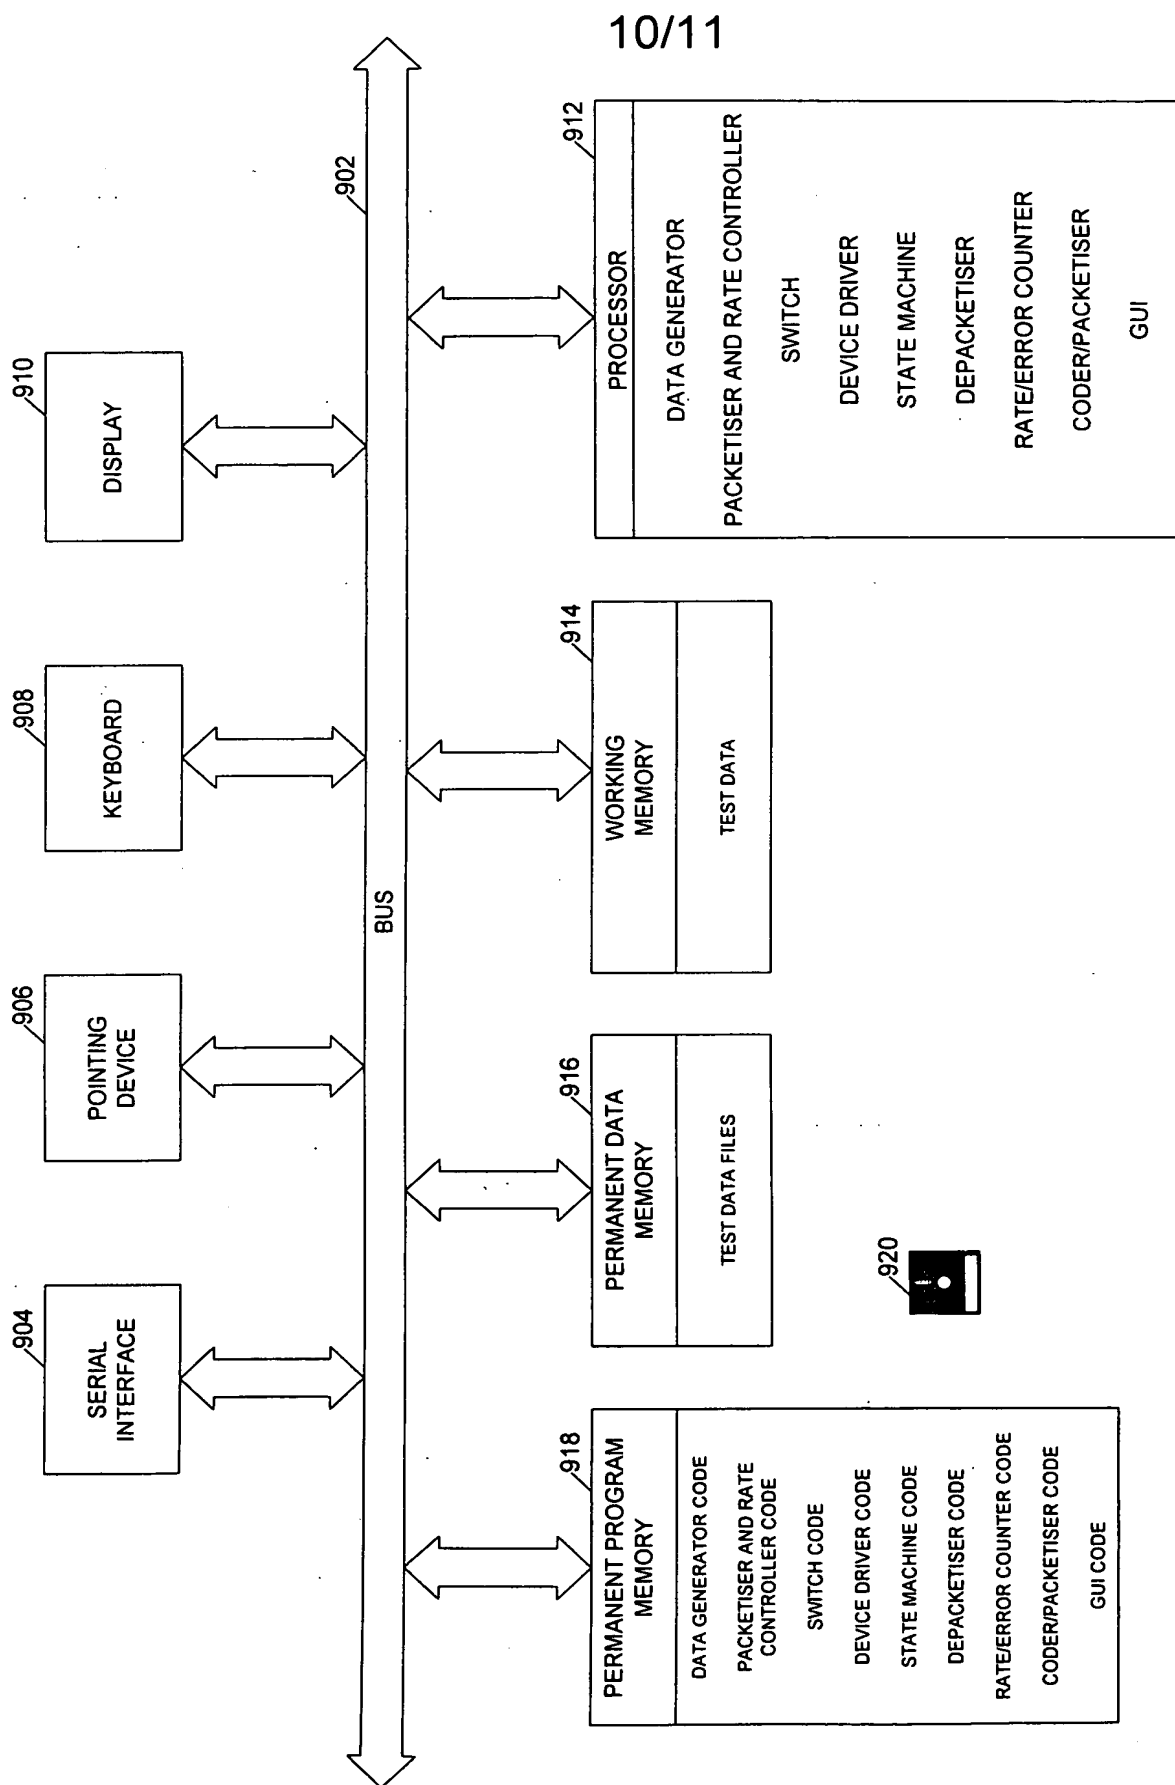 10/11
904
SERIAL
INTERFACE
906
POINTING
DEVICE
908
KEYBOARD
910
DISPLAY
902
BUS
918
PERMANENT PROGRAM
MEMORY
DATA GENERATOR CODE
PACKETISER AND RATE
CONTROLLER CODE
SWITCH CODE
DEVICE DRIVER CODE
STATE MACHINE CODE
DEPACKETISER CODE
RATE/ERROR COUNTER CODE
CODER/PACKETISER CODE
GUI CODE
916
PERMANENT DATA
MEMORY
TEST DATA FILES
920
914
WORKING
MEMORY
TEST DATA
912
PROCESSOR
DATA GENERATOR
PACKETISER AND RATE CONTROLLER
SWITCH
DEVICE DRIVER
STATE MACHINE
DEPACKETISER
RATE/ERROR COUNTER
CODER/PACKETISER
GUI